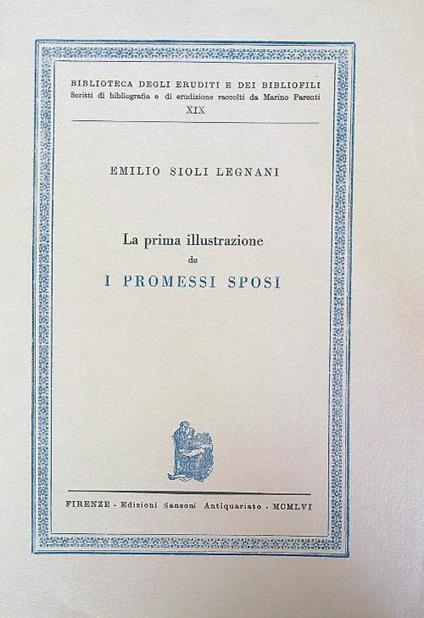 BIBLIOTECA DEGLI ERUDITI E DEI BIBLIOFILI
Scritti di bibliografia e di erudizione raccolti da Marino Parenti
XIX
EMILIO SIOLI LEGNANI
La prima illustrazione
de
I PROMESSI SPOSI
FIRENZE - Edizioni Sansoni Antiquariato - MCMLVI